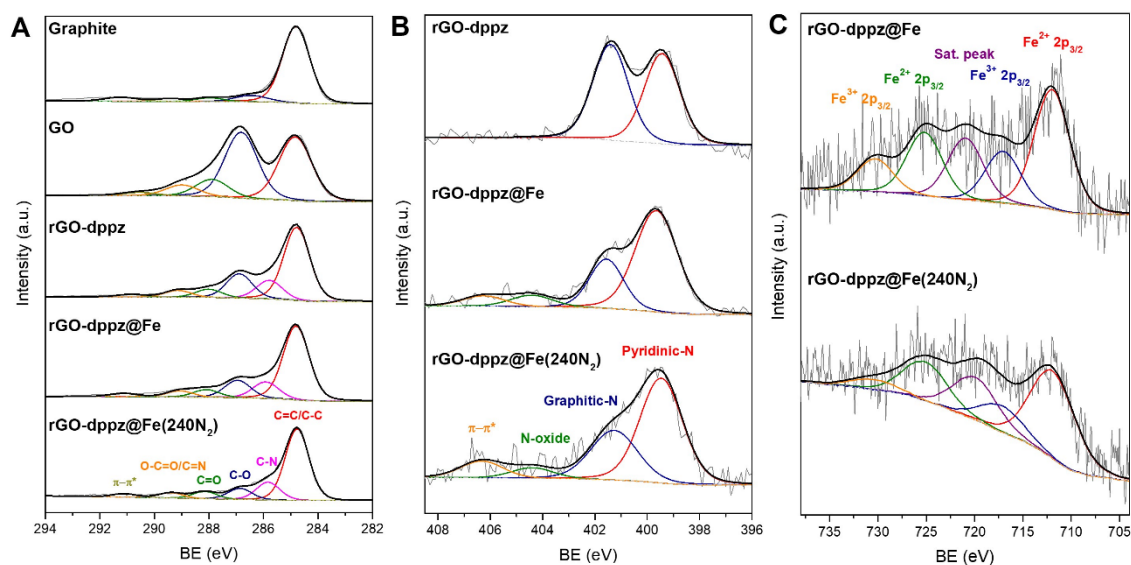 A
Graphite
GO
rGO-dppz
rGO-dppz@Fe
rGO-dppz@Fe(240N₂)
C=C/C-C
O-C=O/C=N
C-N
π–π*
C=O
C-O
294
290
288
286
284
282
BE (eV)
Intensity (a.u.)
B
rGO-dppz
rGO-dppz@Fe
rGO-dppz@Fe(240N₂)
Pyridinic-N
Graphitic-N
π–π*
N-oxide
408
406
404
402
400
398
396
BE (eV)
Intensity (a.u.)
C
rGO-dppz@Fe
Fe²⁺ 2p₃/₂
Sat. peak
Fe²⁺ 2p₃/₂
Fe³⁺ 2p₃/₂
Fe³⁺ 2p₃/₂
rGO-dppz@Fe(240N₂)
735
730
725
720
715
710
705
BE (eV)
Intensity (a.u.)